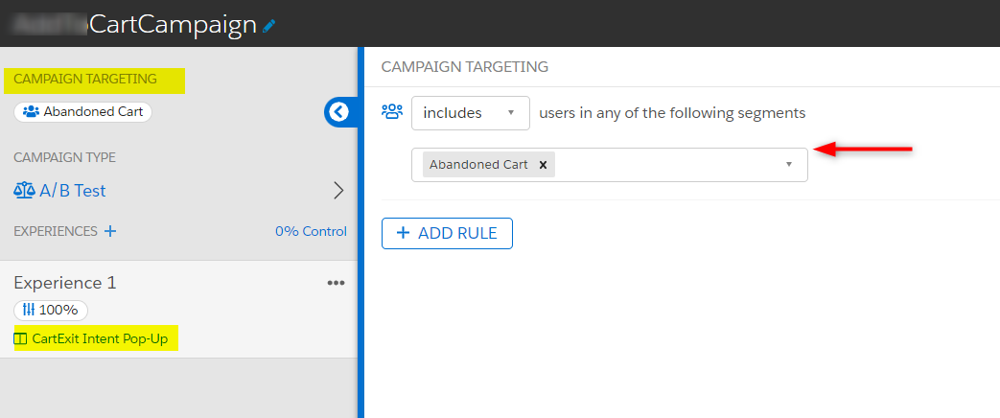 CartCampaign
CAMPAIGN TARGETING
Abandoned Cart
CAMPAIGN TYPE
A/B Test
EXPERIENCES + 0% Control
Experience 1 •••
100%
CartExit Intent Pop-Up
CAMPAIGN TARGETING
includes users in any of the following segments
Abandoned Cart x
+ ADD RULE